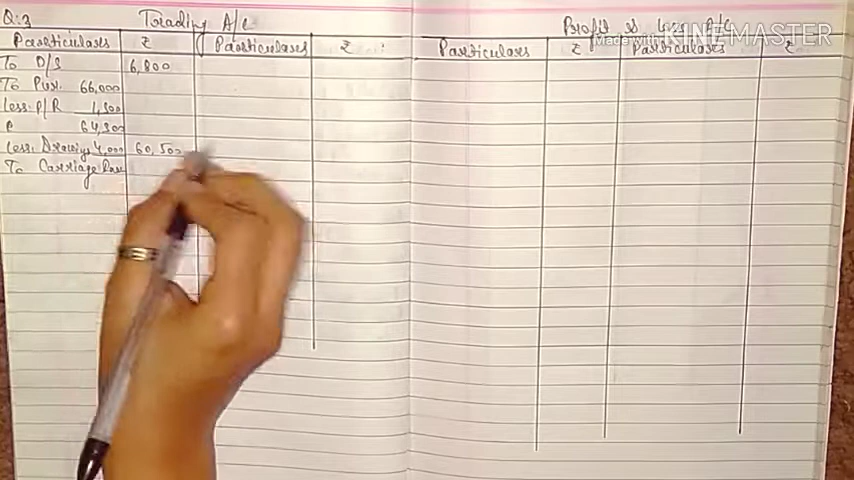 Q:3 Trading A/c
Particulars ₹ Particulars ₹
To O/S 6,800
To Pur. 66,000
Less: P/R 1,500
64,500
Less: Drawings 4,000 60,500
To Carriage
Profit & Loss A/c
Made with KINEMASTER
Particulars ₹ Particulars ₹